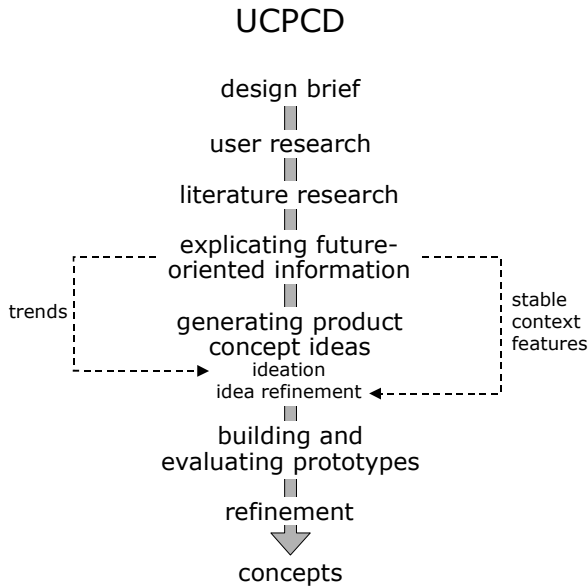 UCPCD
design brief
user research
literature research
explicating future-
oriented information
trends
stable
context
features
generating product
concept ideas
ideation
idea refinement
building and
evaluating prototypes
refinement
concepts